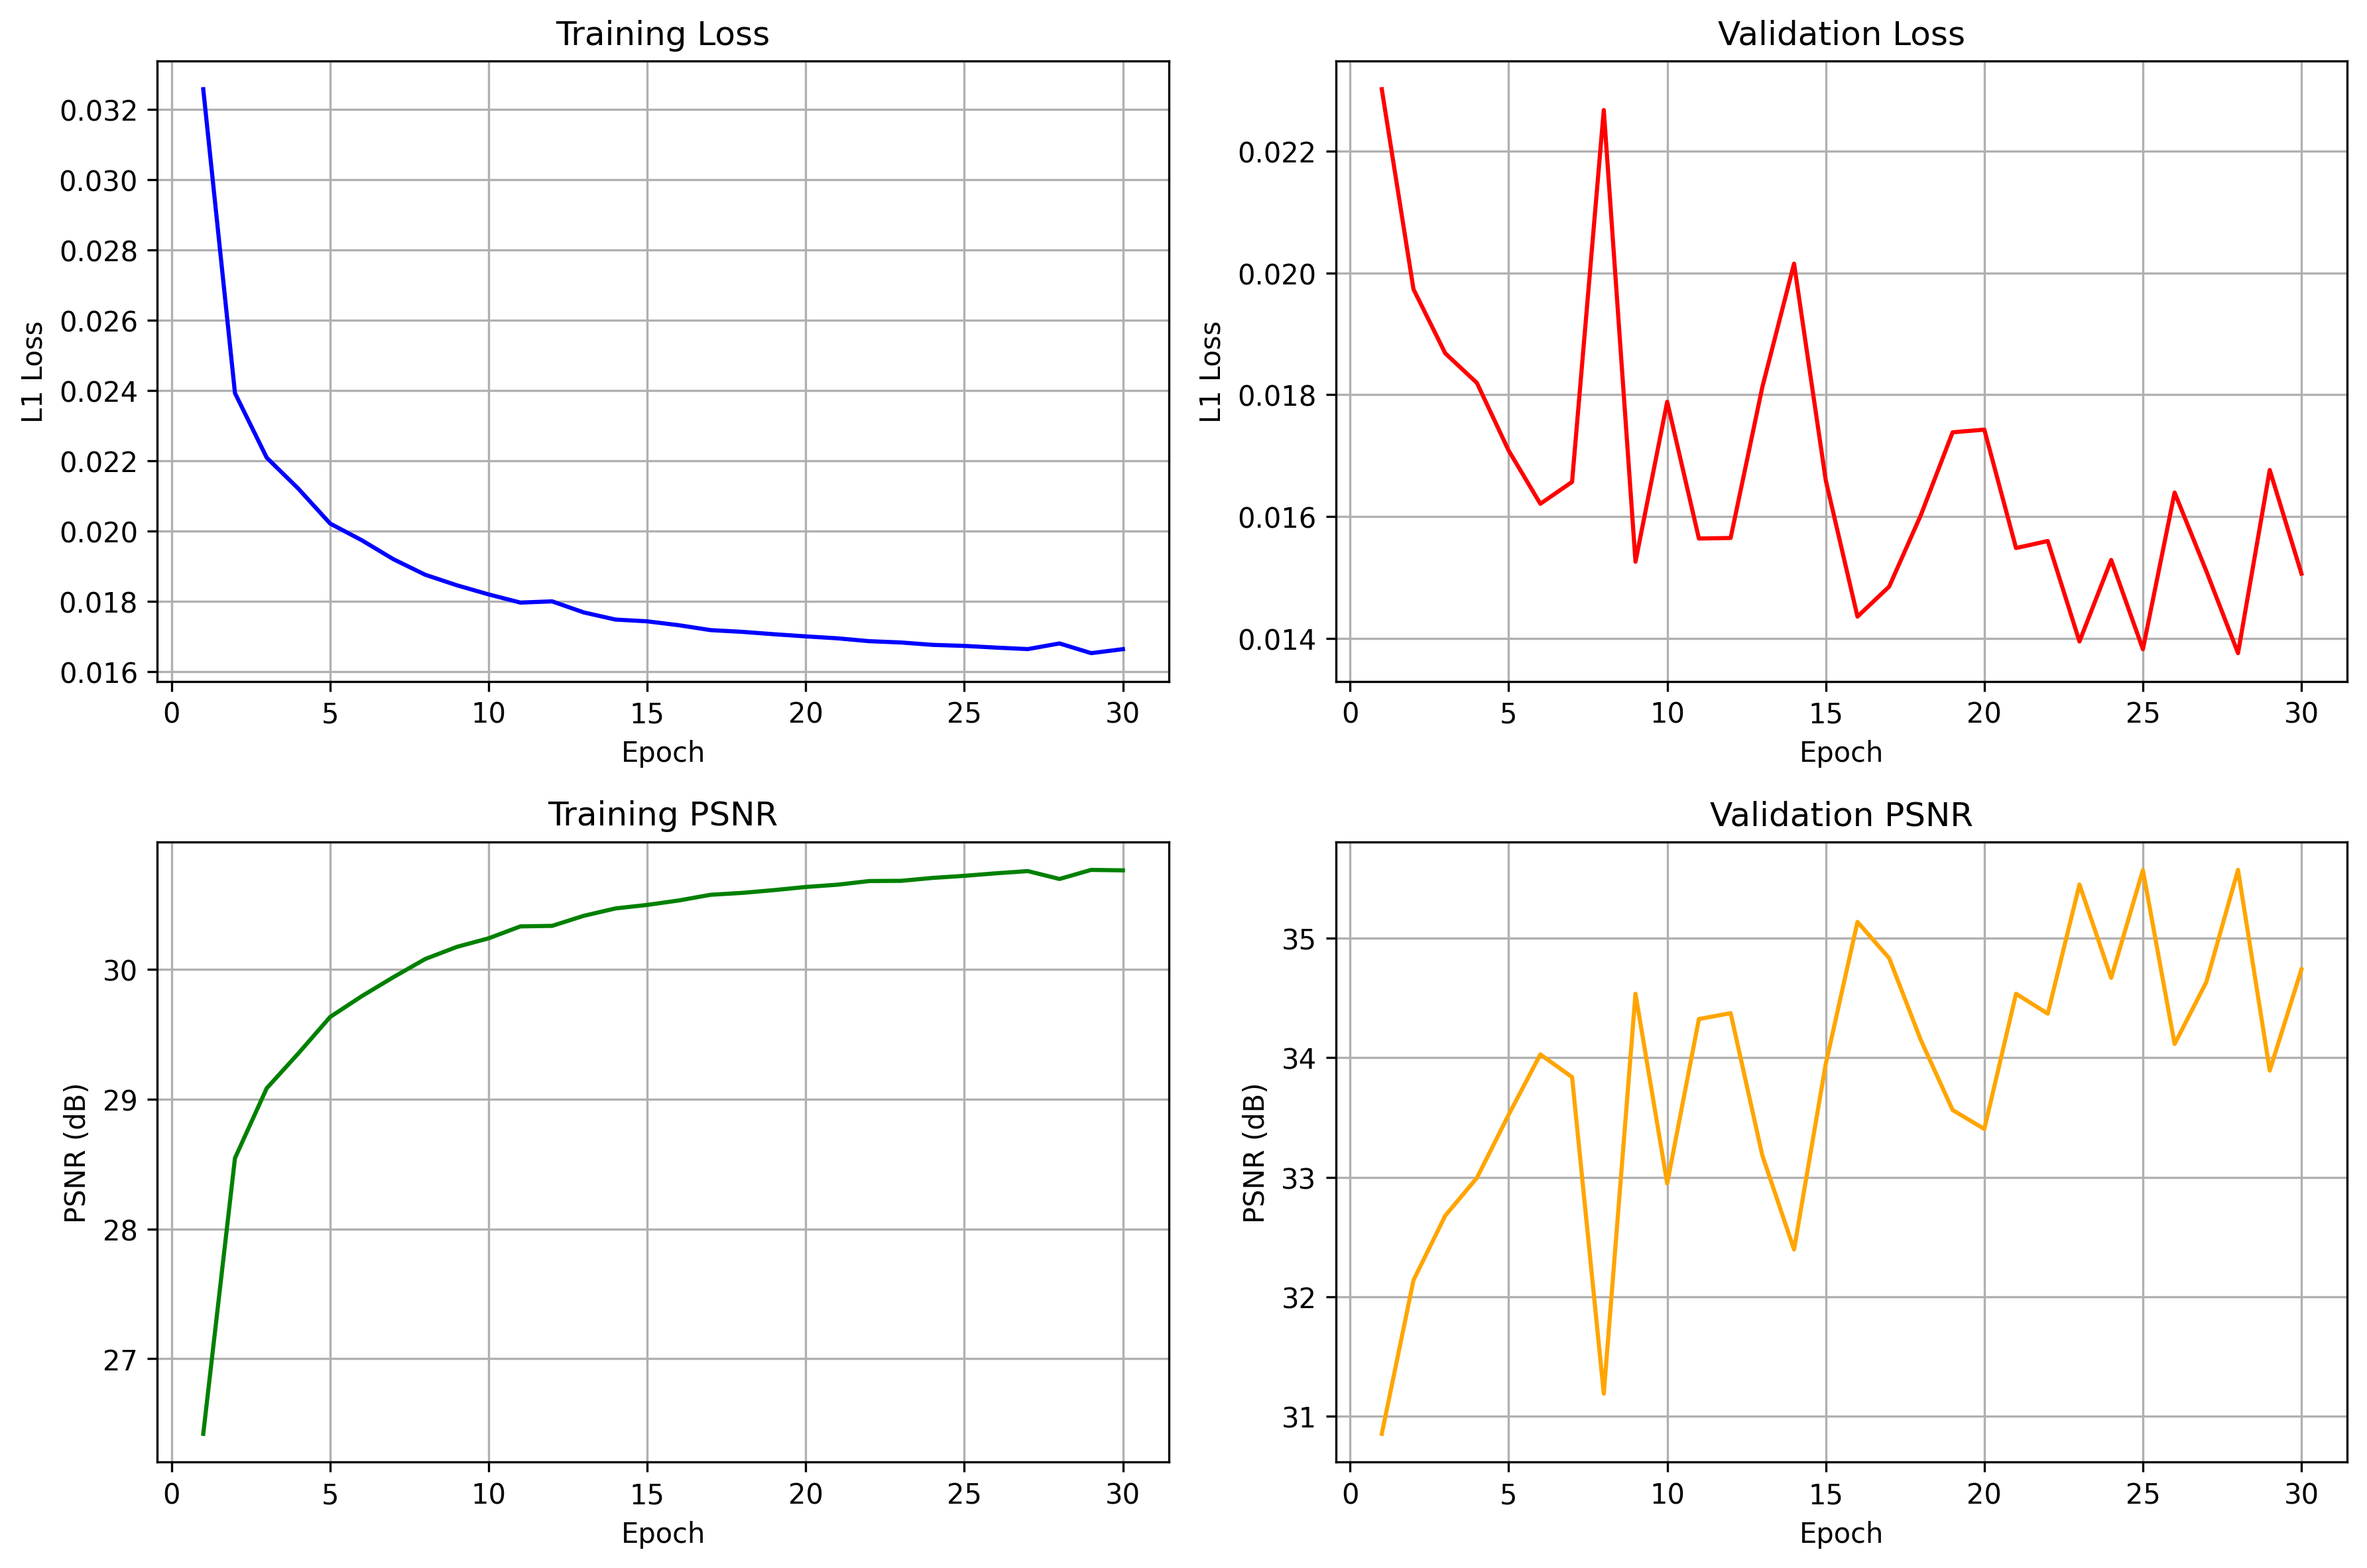 Training Loss
L1 Loss
0.032
0.030
0.028
0.026
0.024
0.022
0.020
0.018
0.016
0 5 10 15 20 25 30
Epoch
Validation Loss
L1 Loss
0.022
0.020
0.018
0.016
0.014
0 5 10 15 20 25 30
Epoch
Training PSNR
PSNR (dB)
30
29
28
27
0 5 10 15 20 25 30
Epoch
Validation PSNR
PSNR (dB)
35
34
33
32
31
0 5 10 15 20 25 30
Epoch